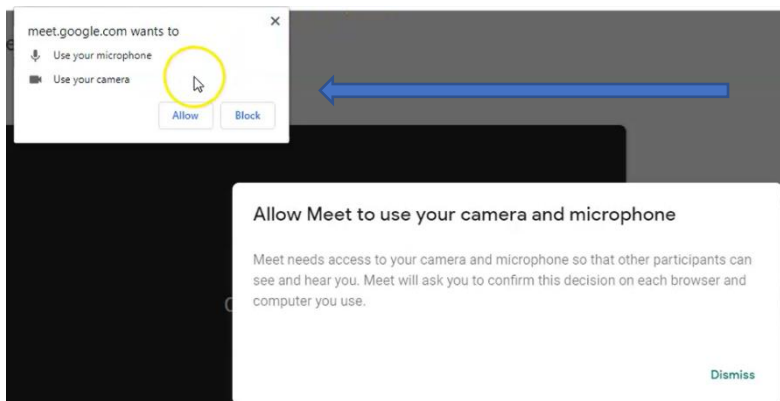 meet.google.com wants to
Use your microphone
Use your camera
Allow Block
Allow Meet to use your camera and microphone
Meet needs access to your camera and microphone so that other participants can
see and hear you. Meet will ask you to confirm this decision on each browser and
computer you use.
Dismiss